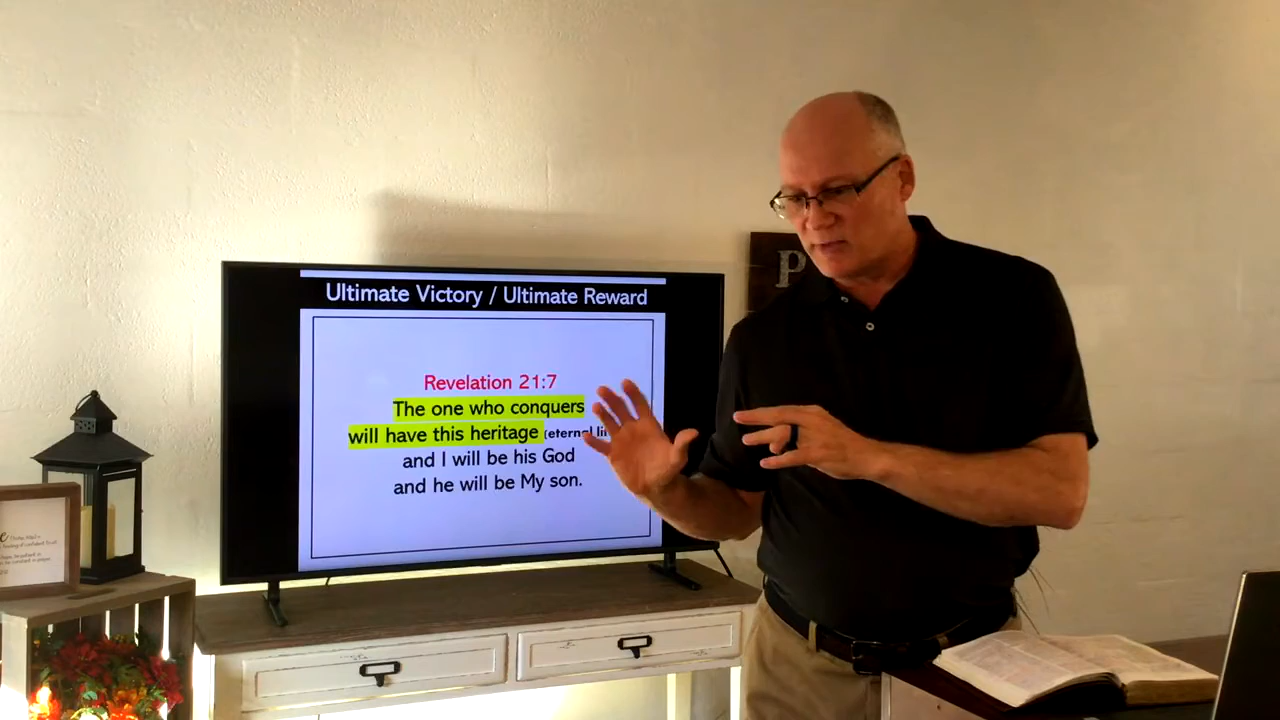 Ultimate Victory / Ultimate Reward
Revelation 21:7
The one who conquers
will have this heritage (eternal
and I will be his God
and he will be My son.
P